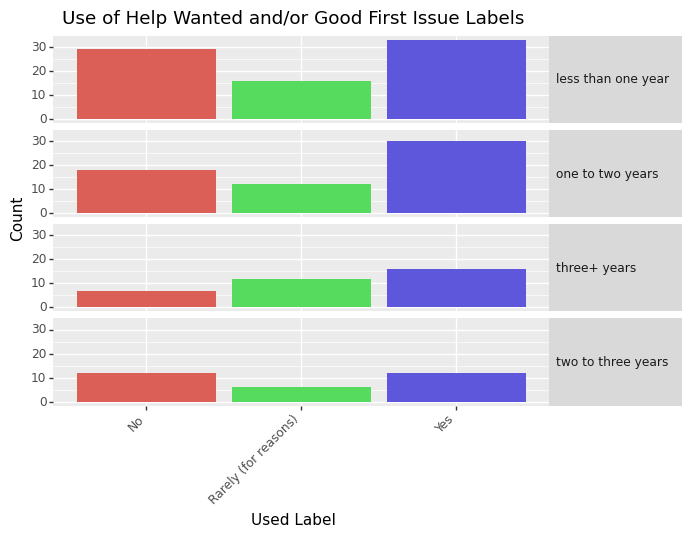 Use of Help Wanted and/or Good First Issue Labels
30
20
10
0
less than one year
30
20
10
0
one to two years
30
20
10
0
three+ years
30
20
10
0
two to three years
Count
No
Rarely (for reasons)
Yes
Used Label